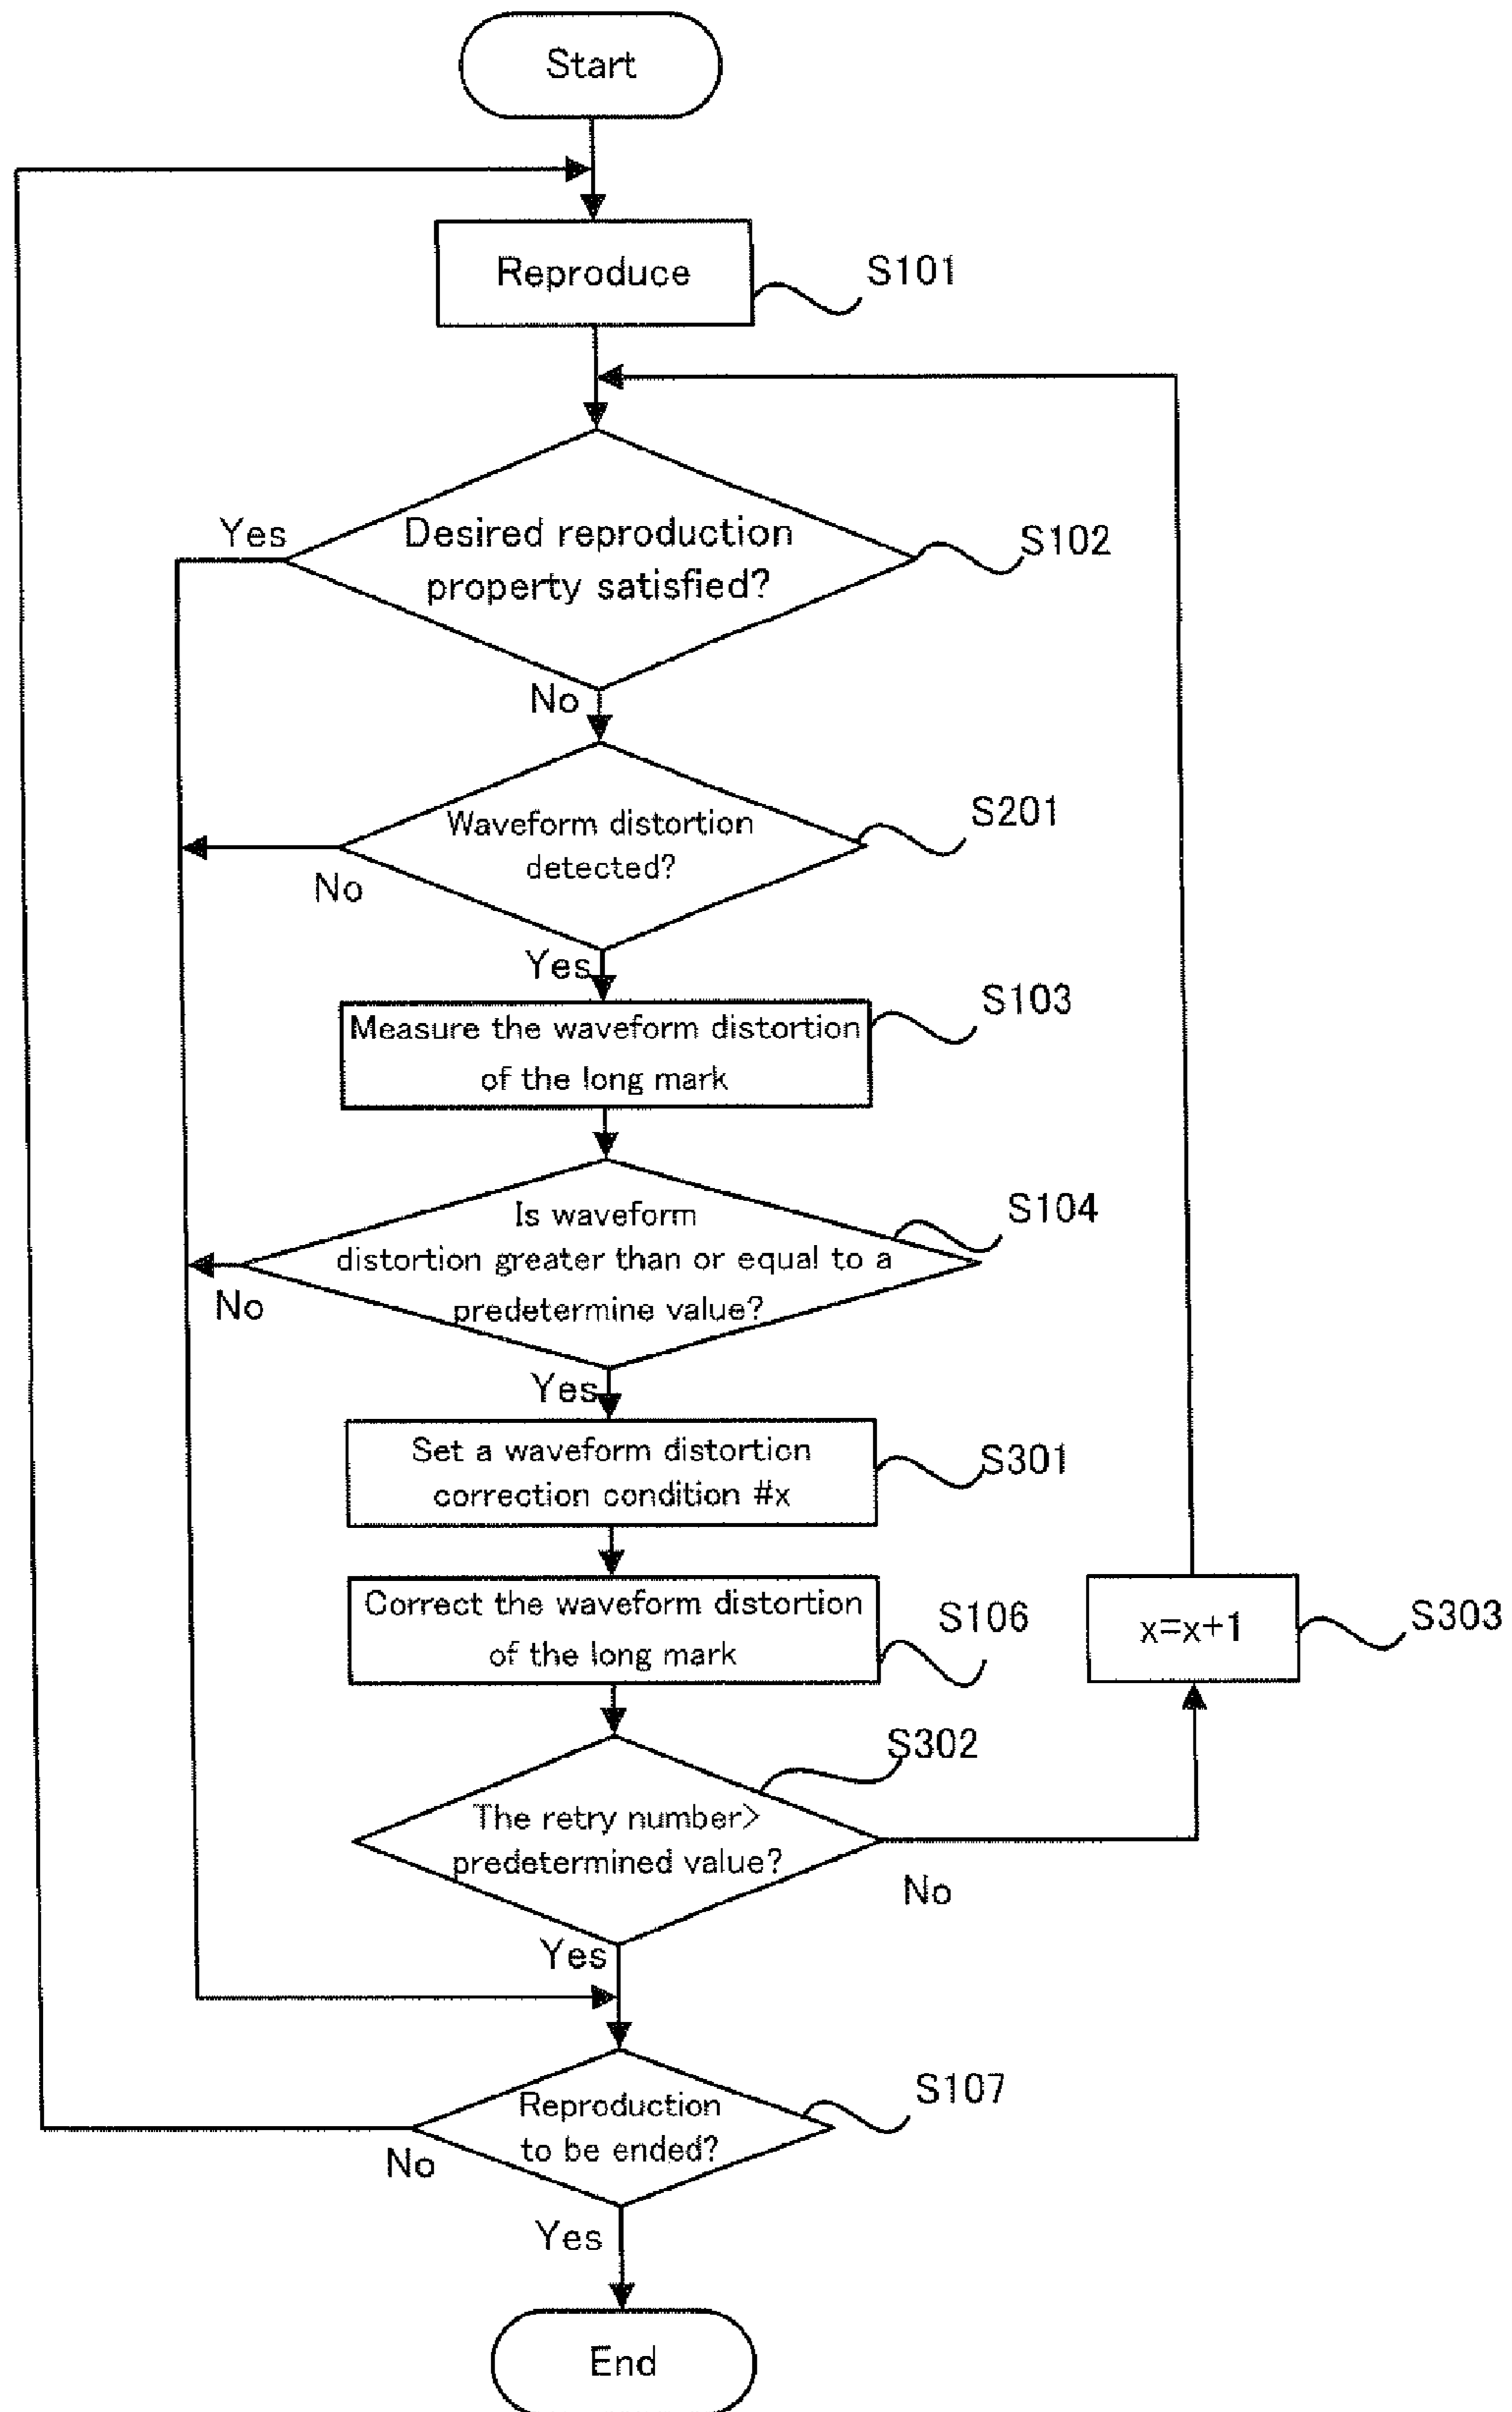 Start
Reproduce
S101
Desired reproduction
property satisfied?
S102
Yes
No
Waveform distortion
detected?
S201
No
Yes
Measure the waveform distortion
of the long mark
S103
Is waveform
distortion greater than or equal to a
predetermine value?
S104
No
Yes
Set a waveform distortion
correction condition #x
S301
Correct the waveform distortion
of the long mark
S106
x=x+1
S303
The retry number>
predetermined value?
S302
No
Yes
Reproduction
to be ended?
S107
No
Yes
End